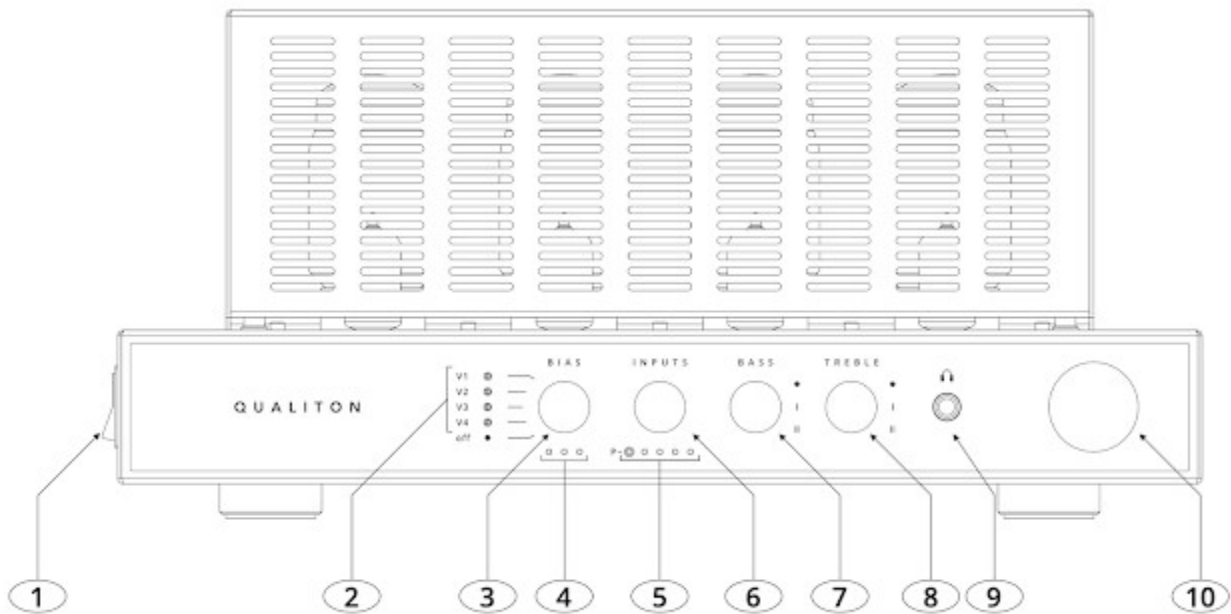 BIAS INPUTS BASS TREBLE
QUALITON
V1
V2
V3
V4
off
I I
II II
P
1 2 3 4 5 6 7 8 9 10